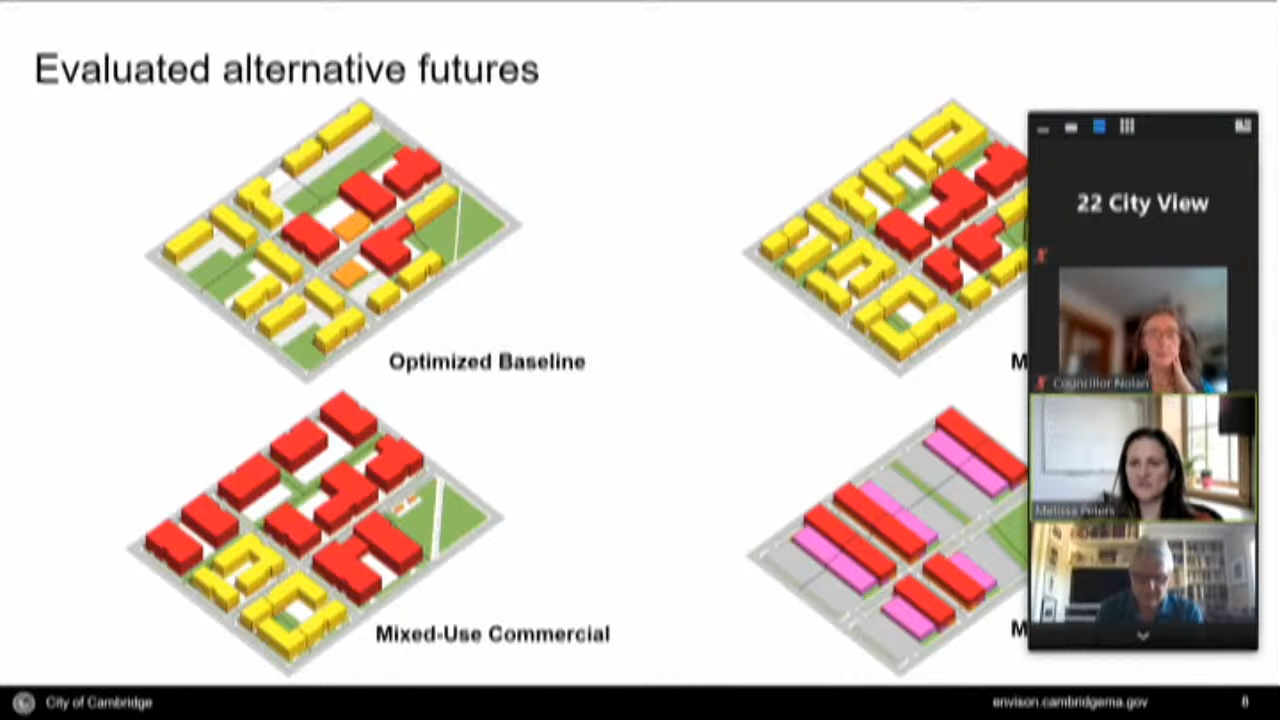 Evaluated alternative futures
22 City View
Councillor Nolan
Optimized Baseline
M
Melissa Peters
Mixed-Use Commercial
M
City of Cambridge
envison.cambridgema.gov
8